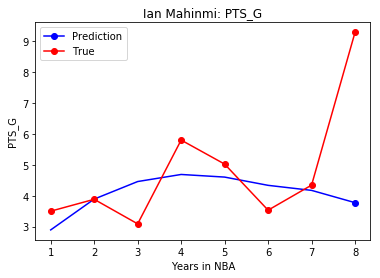 Ian Mahinmi: PTS_G
Prediction
True
PTS_G
9
8
7
6
5
4
3
1 2 3 4 5 6 7 8
Years in NBA